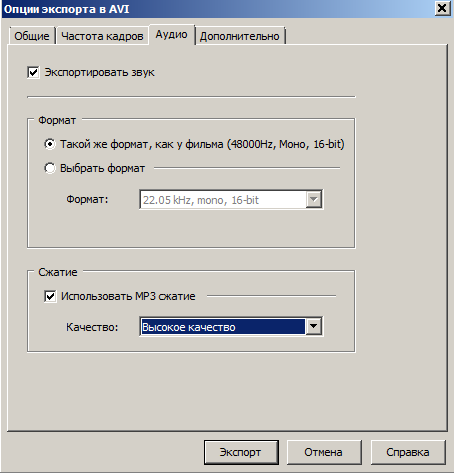 Опции экспорта в AVI
Общие Частота кадров Аудио Дополнительно
Экспортировать звук
Формат
Такой же формат, как у фильма (48000Hz, Моно, 16-bit)
Выбрать формат
Формат: 22.05 kHz, mono, 16-bit
Сжатие
Использовать MP3 сжатие
Качество: Высокое качество
Экспорт Отмена Справка